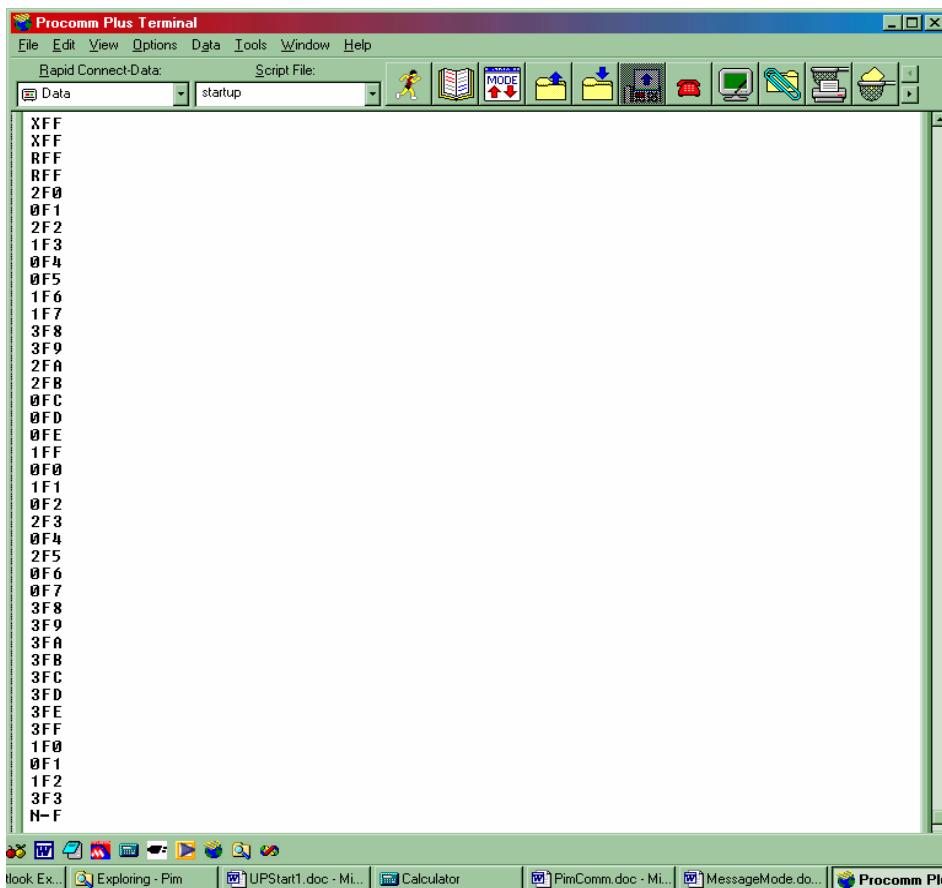 Procomm Plus Terminal
File Edit View Options Data Tools Window Help
Rapid Connect-Data: Script File:
Data startup
MODE
XFF
XFF
RFF
RFF
2F0
0F1
2F2
1F3
0F4
0F5
1F6
1F7
3F8
3F9
2FA
2FB
0FC
0FD
0FE
1FF
0F0
1F1
0F2
2F3
0F4
2F5
0F6
0F7
3F8
3F9
3FA
3FB
3FC
3FD
3FE
3FF
1F0
0F1
1F2
3F3
N-F
tlook Ex... Exploring - Pim UPStart1.doc - Mi... Calculator PimComm.doc - Mi... MessageMode.do... Procomm Pl